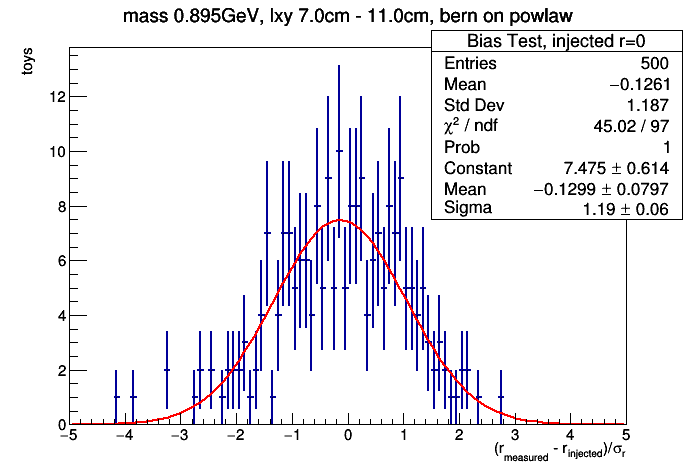 mass 0.895GeV, lxy 7.0cm - 11.0cm, bern on powlaw
Bias Test, injected r=0
Entries 500
Mean −0.1261
Std Dev 1.187
χ² / ndf 45.02 / 97
Prob 1
Constant 7.475 ± 0.614
Mean −0.1299 ± 0.0797
Sigma 1.19 ± 0.06
toys
12
10
8
6
4
2
0
−5 −4 −3 −2 −1 0 1 2 3 4 5
(r_measured - r_injected)/σ_r